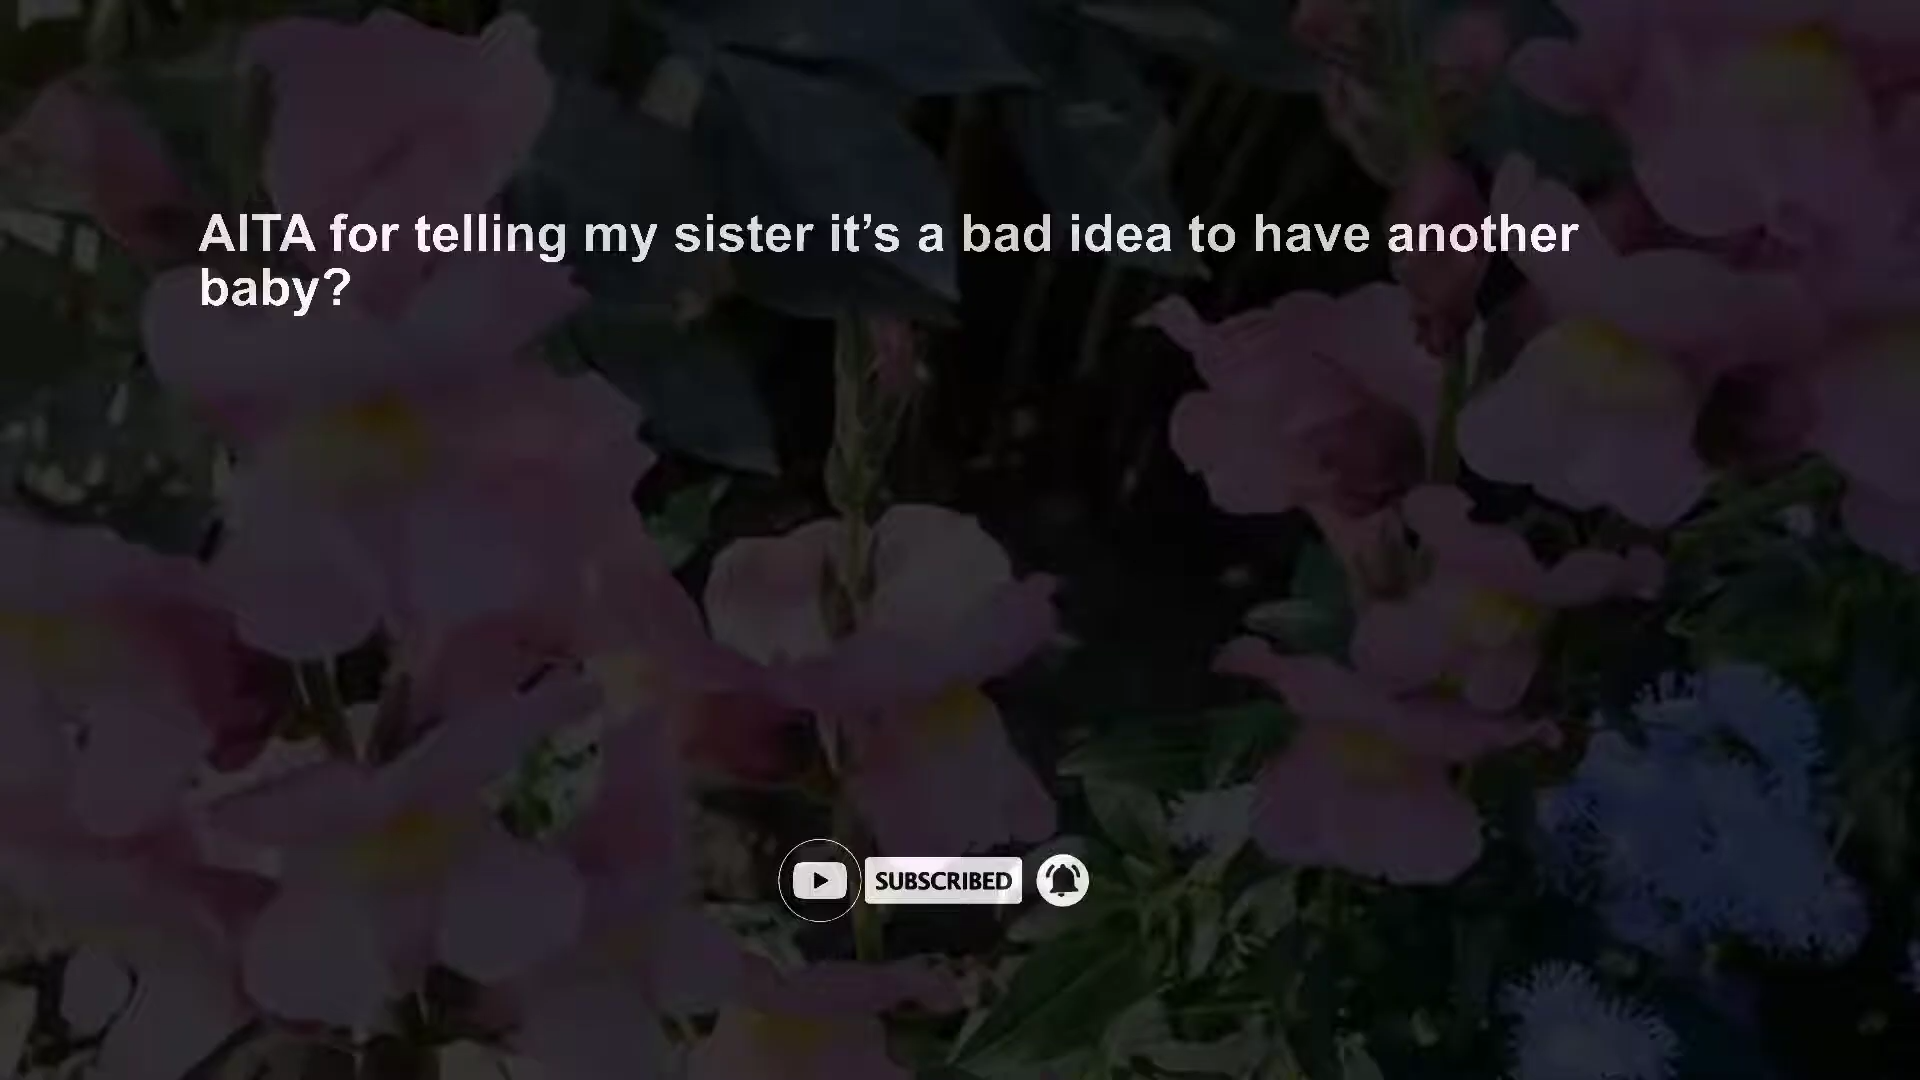 AITA for telling my sister it’s a bad idea to have another
baby?
SUBSCRIBED